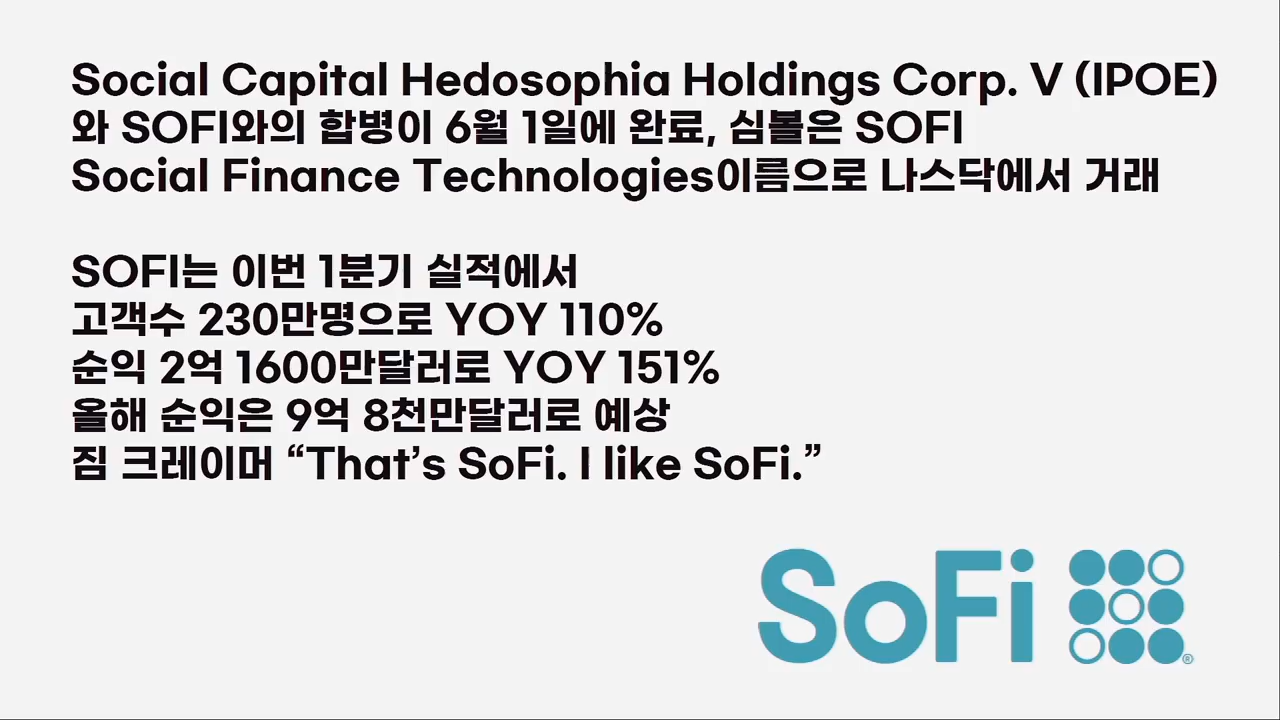 Social Capital Hedosophia Holdings Corp. V (IPOE)
와 SOFI와의 합병이 6월 1일에 완료, 심볼은 SOFI
Social Finance Technologies이름으로 나스닥에서 거래
SOFI는 이번 1분기 실적에서
고객수 230만명으로 YOY 110%
순익 2억 1600만달러로 YOY 151%
올해 순익은 9억 8천만달러로 예상
짐 크레이머 “That’s SoFi. I like SoFi.”
SoFi ®